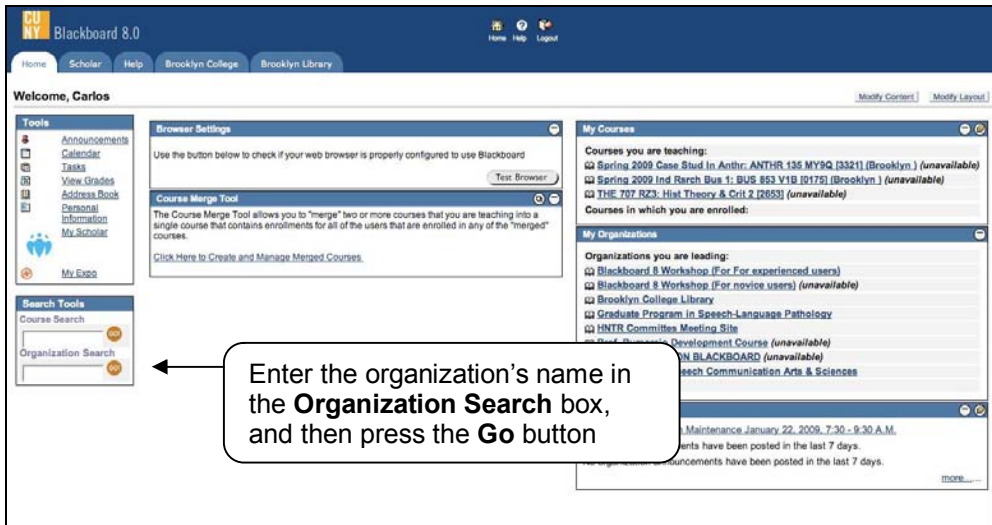 CU
NY Blackboard 8.0
Home Help Logout
Home Scholar Help Brooklyn College Brooklyn Library
Welcome, Carlos
Modify Content Modify Layout
Tools
Announcements
Calendar
Tasks
View Grades
Address Book
Personal
Information
My Scholar
My Expo
Search Tools
Course Search
GO!
Organization Search
GO!
Browser Settings
Use the button below to check if your web browser is properly configured to use Blackboard
Test Browser
Course Merge Tool
The Course Merge Tool allows you to "merge" two or more courses that you are teaching into a
single course that contains enrollments for all of the users that are enrolled in any of the "merged"
courses.
Click Here to Create and Manage Merged Courses.
Enter the organization’s name in
the Organization Search box,
and then press the Go button
My Courses
Courses you are teaching:
Spring 2009 Case Stud In Anthr: ANTHR 135 MY9Q [3321] (Brooklyn ) (unavailable)
Spring 2009 Ind Rsrch Bus 1: BUS 853 V1B [0175] (Brooklyn ) (unavailable)
THE 707 RZ3: Hist Theory & Crit 2 [2653] (unavailable)
Courses in which you are enrolled:
My Organizations
Organizations you are leading:
Blackboard 8 Workshop (For For experienced users)
Blackboard 8 Workshop (For novice users) (unavailable)
Brooklyn College Library
Graduate Program in Speech-Language Pathology
HNTR Committes Meeting Site
Development Course (unavailable)
ON BLACKBOARD (unavailable)
Communication Arts & Sciences
Maintenance January 22, 2009, 7:30 - 9:30 A.M.
have been posted in the last 7 days.
have been posted in the last 7 days.
more......